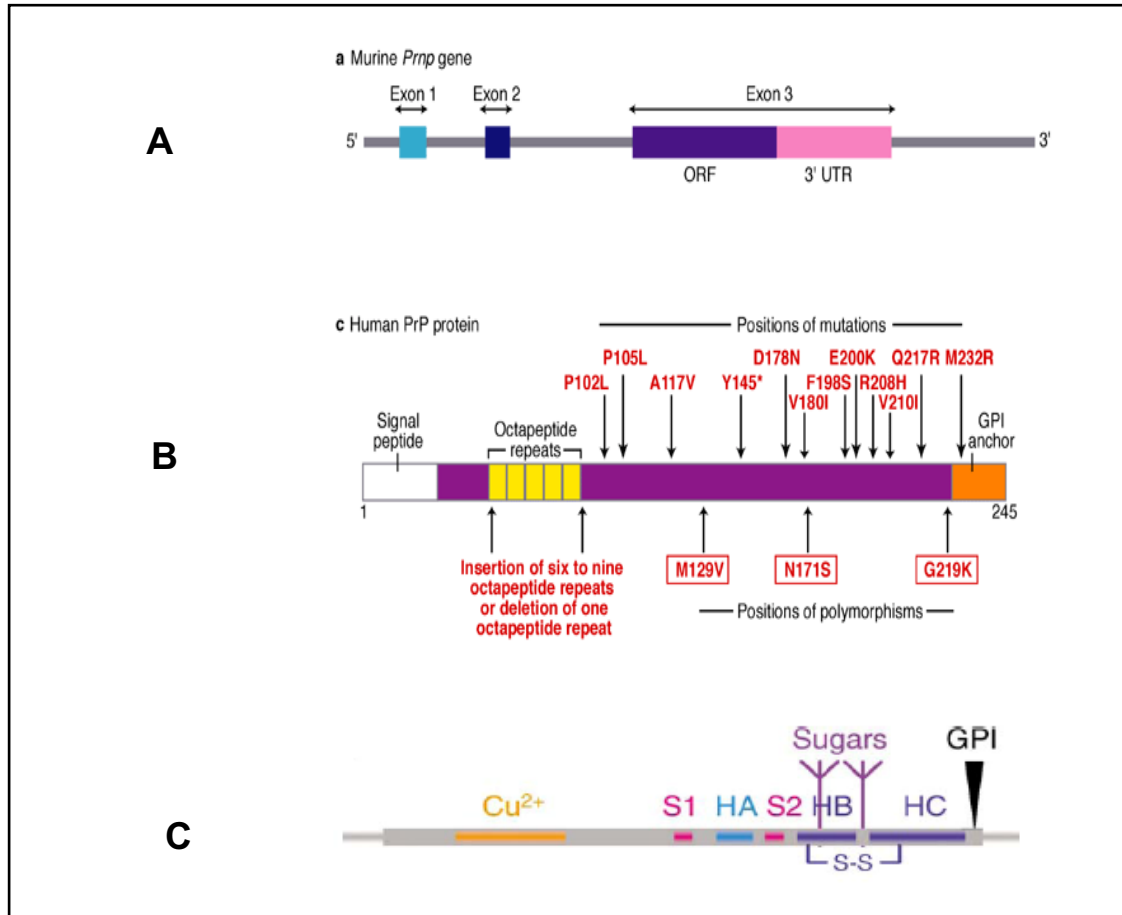 a Murine Prnp gene
Exon 1 Exon 2 Exon 3
A
5' 3'
ORF 3' UTR
c Human PrP protein
Positions of mutations
P105L D178N E200K Q217R M232R
P102L A117V Y145* F198S R208H
V180I V210I
Signal
peptide
Octapeptide
repeats
GPI
anchor
B
1 245
Insertion of six to nine
octapeptide repeats
or deletion of one
octapeptide repeat
M129V N171S G219K
Positions of polymorphisms
Sugars GPI
Cu²⁺ S1 HA S2 HB HC
C
S-S